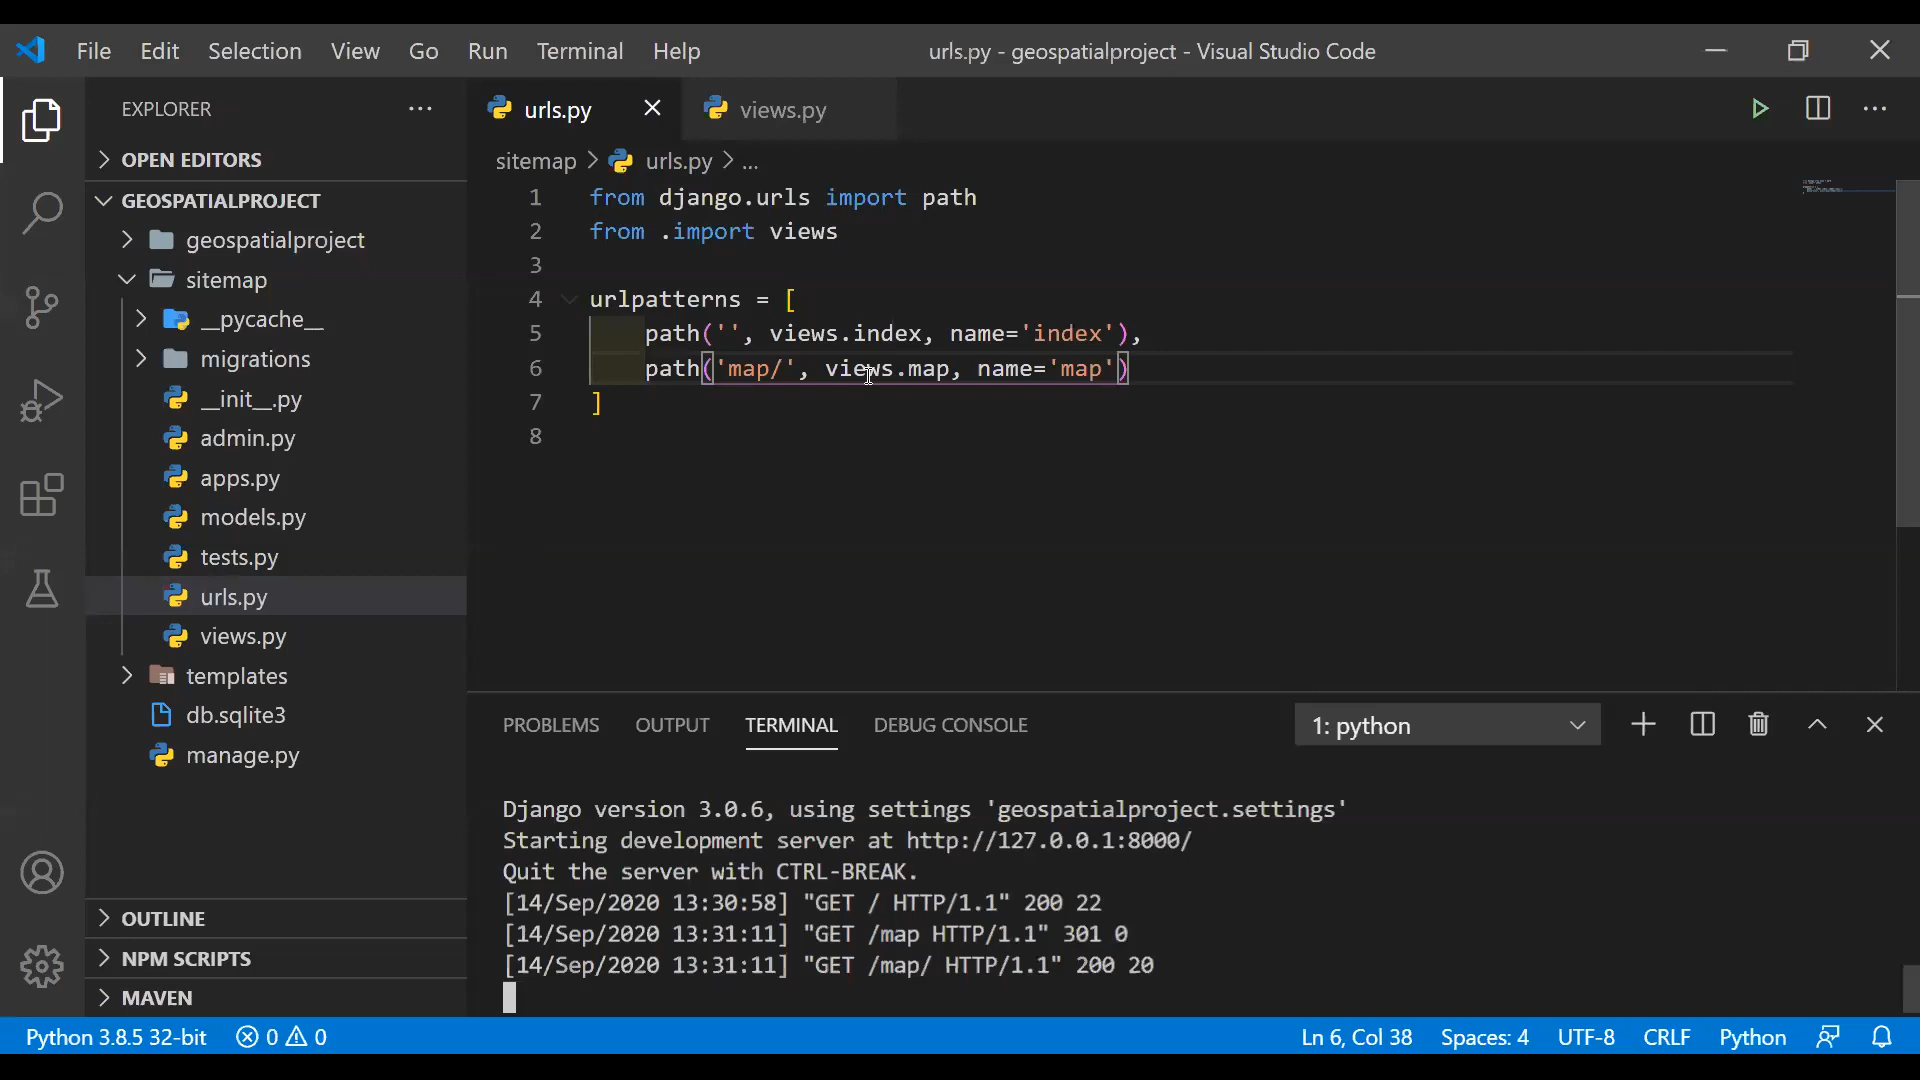 File Edit Selection View Go Run Terminal Help urls.py - geospatialproject - Visual Studio Code
EXPLORER
OPEN EDITORS
GEOSPATIALPROJECT
geospatialproject
sitemap
__pycache__
migrations
__init__.py
admin.py
apps.py
models.py
tests.py
urls.py
views.py
templates
db.sqlite3
manage.py
OUTLINE
NPM SCRIPTS
MAVEN
urls.py views.py
sitemap > urls.py > ...
1 from django.urls import path
2 from .import views
3
4 urlpatterns = [
5 path('', views.index, name='index'),
6 path('map/', views.map, name='map')
7 ]
8
PROBLEMS OUTPUT TERMINAL DEBUG CONSOLE 1: python
Django version 3.0.6, using settings 'geospatialproject.settings'
Starting development server at http://127.0.0.1:8000/
Quit the server with CTRL-BREAK.
[14/Sep/2020 13:30:58] "GET / HTTP/1.1" 200 22
[14/Sep/2020 13:31:11] "GET /map HTTP/1.1" 301 0
[14/Sep/2020 13:31:11] "GET /map/ HTTP/1.1" 200 20
Python 3.8.5 32-bit 0 0 Ln 6, Col 38 Spaces: 4 UTF-8 CRLF Python